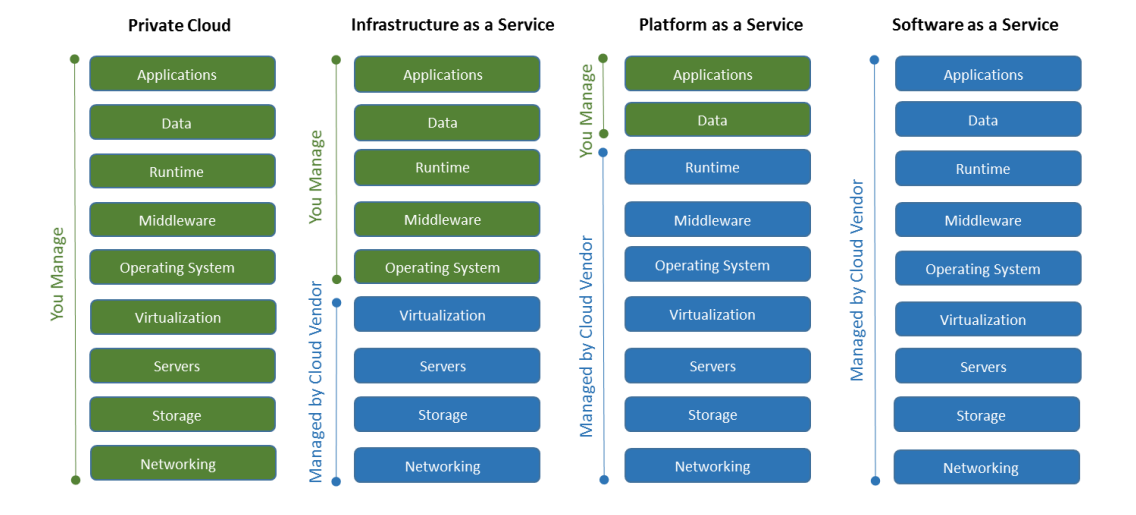 Private Cloud
Infrastructure as a Service
Platform as a Service
Software as a Service
You Manage
Applications
Data
Runtime
Middleware
Operating System
Virtualization
Servers
Storage
Networking
You Manage
Managed by Cloud Vendor
Applications
Data
Runtime
Middleware
Operating System
Virtualization
Servers
Storage
Networking
You Manage
Managed by Cloud Vendor
Applications
Data
Runtime
Middleware
Operating System
Virtualization
Servers
Storage
Networking
Managed by Cloud Vendor
Applications
Data
Runtime
Middleware
Operating System
Virtualization
Servers
Storage
Networking